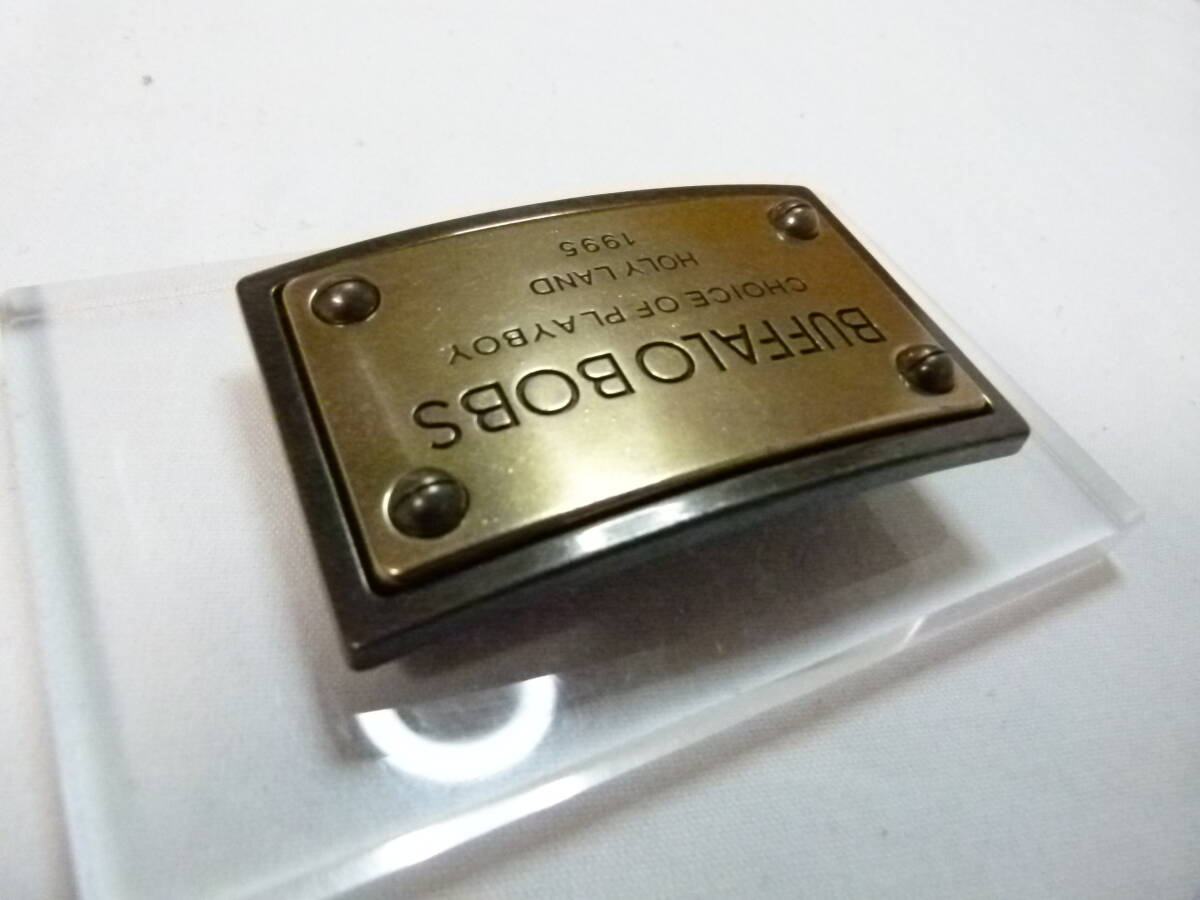 BUFFALO BOBS
CHOICE OF PLAYBOY
HOLY LAND
1995